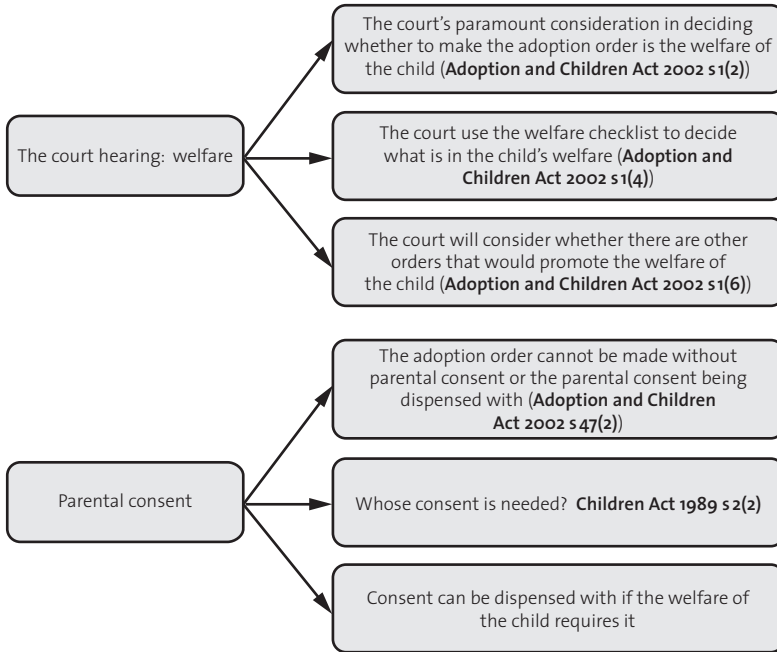 The court's paramount consideration in deciding
whether to make the adoption order is the welfare of
the child (Adoption and Children Act 2002 s 1(2))
The court hearing: welfare
The court use the welfare checklist to decide
what is in the child's welfare (Adoption and
Children Act 2002 s 1(4))
The court will consider whether there are other
orders that would promote the welfare of
the child (Adoption and Children Act 2002 s 1(6))
The adoption order cannot be made without
parental consent or the parental consent being
dispensed with (Adoption and Children
Act 2002 s 47(2))
Parental consent
Whose consent is needed? Children Act 1989 s 2(2)
Consent can be dispensed with if the welfare of
the child requires it